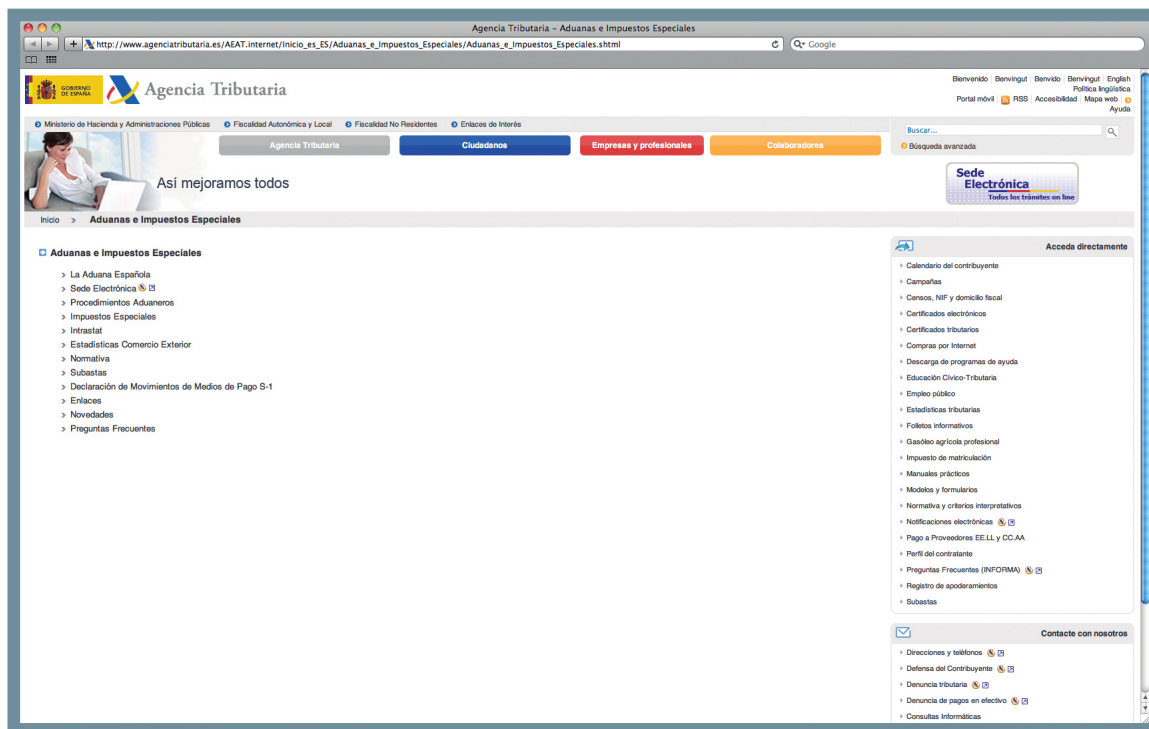 Agencia Tributaria – Aduanas e Impuestos Especiales
http://www.agenciatributaria.es/AEAT.internet/Inicio_es_ES/Aduanas_e_Impuestos_Especiales/Aduanas_e_Impuestos_Especiales.shtml
Google
GOBIERNO DE ESPAÑA
Agencia Tributaria
Bienvenido | Benvingut | Benvido | Benvingut | English
Política lingüística
Portal móvil | RSS | Accesibilidad | Mapa web |
Ayuda
Ministerio de Hacienda y Administraciones Públicas Fiscalidad Autonómica y Local Fiscalidad No Residentes Enlaces de Interés
Buscar...
Búsqueda avanzada
Agencia Tributaria Ciudadanos Empresas y profesionales Colaboradores
Así mejoramos todos
Sede
Electrónica
Todos los trámites on line
Inicio » Aduanas e Impuestos Especiales
Aduanas e Impuestos Especiales
La Aduana Española
Sede Electrónica
Procedimientos Aduaneros
Impuestos Especiales
Intrastat
Estadísticas Comercio Exterior
Normativa
Subastas
Declaración de Movimientos de Medios de Pago S-1
Enlaces
Novedades
Preguntas Frecuentes
Acceda directamente
Calendario del contribuyente
Campañas
Censos, NIF y domicilio fiscal
Certificados electrónicos
Certificados tributarios
Compras por Internet
Descarga de programas de ayuda
Educación Cívico-Tributaria
Empleo público
Estadísticas tributarias
Folletos informativos
Gasóleo agrícola profesional
Impuesto de matriculación
Manuales prácticos
Modelos y formularios
Normativa y criterios interpretativos
Notificaciones electrónicas
Pago a Proveedores EE.LL y CC.AA
Perfil del contratante
Preguntas Frecuentes (INFORMA)
Registro de apoderamientos
Subastas
Contacte con nosotros
Direcciones y teléfonos
Defensa del Contribuyente
Denuncia tributaria
Denuncia de pagos en efectivo
Consultas Informáticas